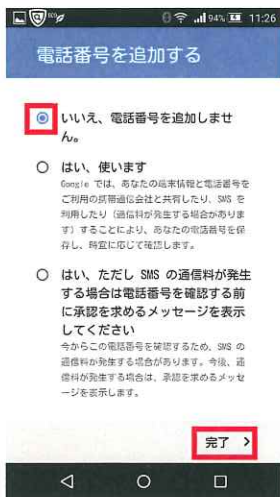 94% 11:26
電話番号を追加する
いいえ、電話番号を追加しませ
ん。
はい、使います
Google では、あなたの端末情報と電話番号を
ご利用の携帯通信会社と共有したり、SMS を
利用したり（通信料が発生する場合がありま
す）することにより、あなたの電話番号を保
存し、時宜に応じて確認します。
はい、ただし SMS の通信料が発生
する場合は電話番号を確認する前
に承認を求めるメッセージを表示
してください
今からこの電話番号を確認するため、SMS の
通信料が発生する場合があります。今後、通
信料が発生する場合は、承認を求めるメッセ
ージを表示します。
完了 >